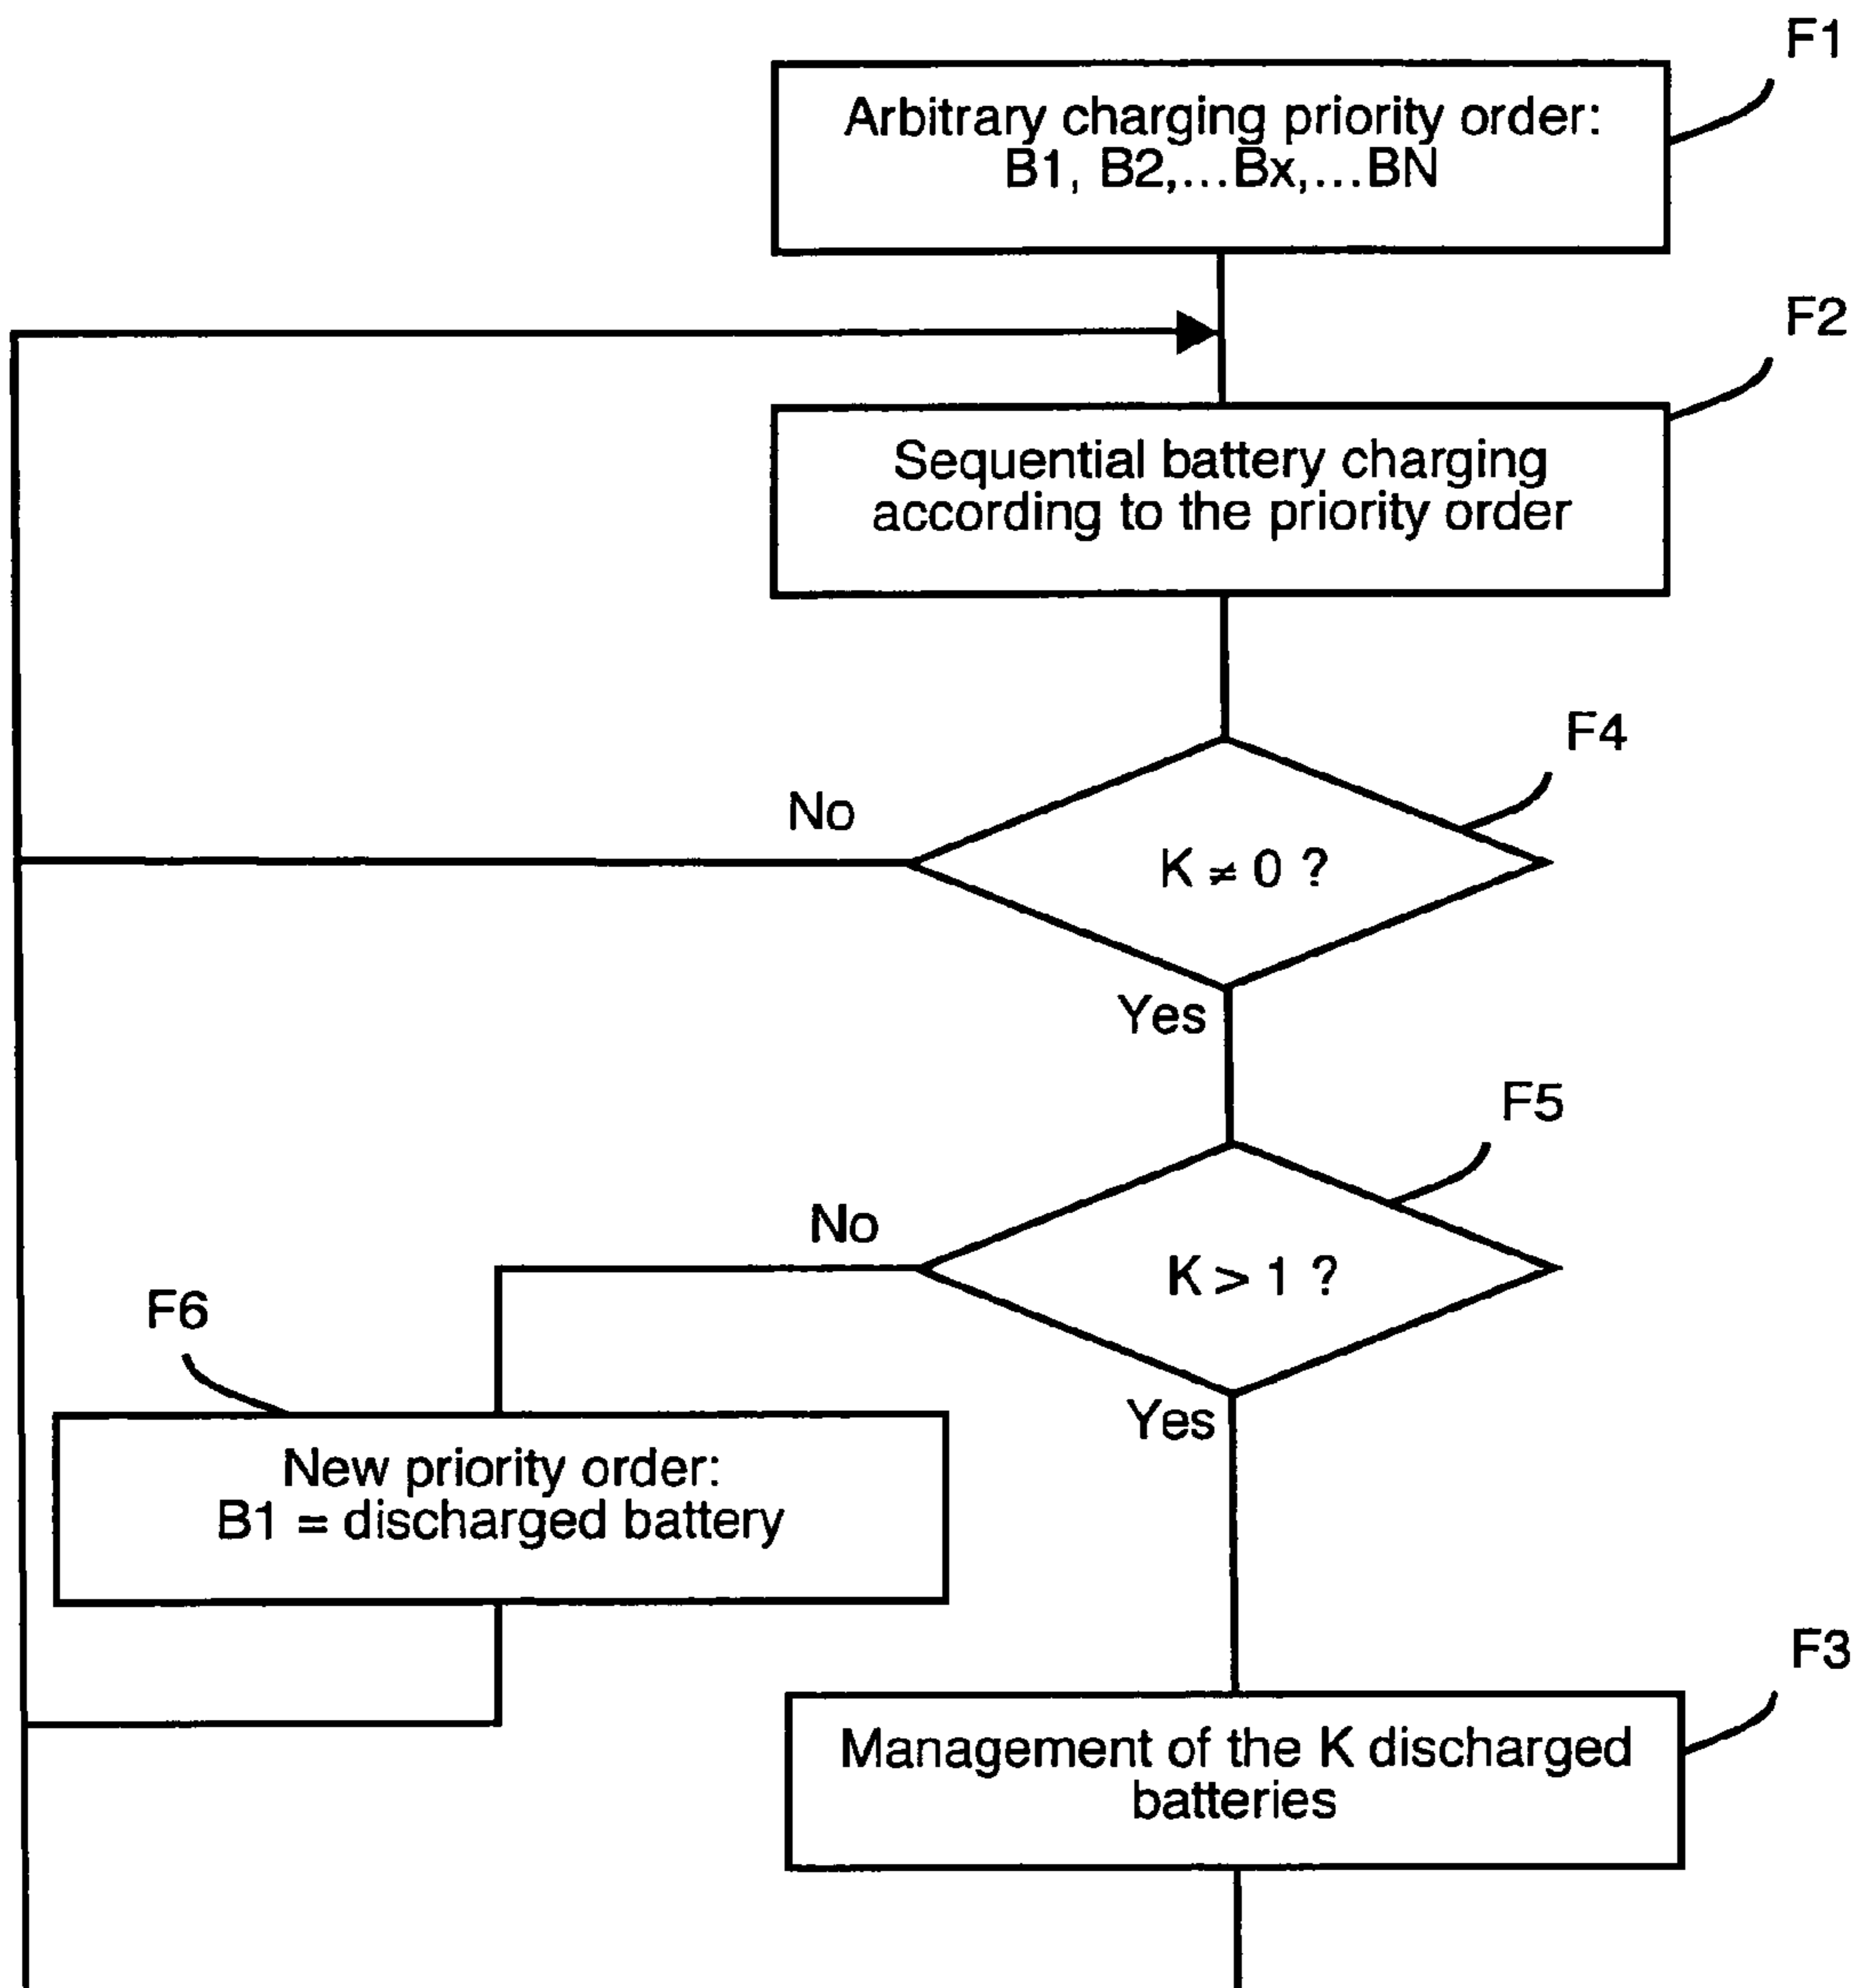 F1
Arbitrary charging priority order:
B1, B2,...Bx,...BN
F2
Sequential battery charging
according to the priority order
F4
No
K ≠ 0 ?
Yes
F5
No
K > 1 ?
F6
Yes
New priority order:
B1 = discharged battery
F3
Management of the K discharged
batteries